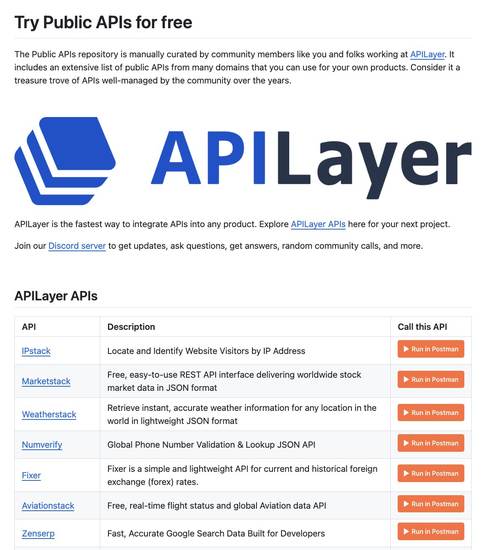 Try Public APIs for free
The Public APIs repository is manually curated by community members like you and folks working at APILayer. It
includes an extensive list of public APIs from many domains that you can use for your own products. Consider it a
treasure trove of APIs well-managed by the community over the years.
APILayer
APILayer is the fastest way to integrate APIs into any product. Explore APILayer APIs here for your next project.
Join our Discord server to get updates, ask questions, get answers, random community calls, and more.
APILayer APIs
API Description Call this API
IPstack Locate and Identify Website Visitors by IP Address Run in Postman
Marketstack Free, easy-to-use REST API interface delivering worldwide stock
market data in JSON format Run in Postman
Weatherstack Retrieve instant, accurate weather information for any location in the
world in lightweight JSON format Run in Postman
Numverify Global Phone Number Validation & Lookup JSON API Run in Postman
Fixer Fixer is a simple and lightweight API for current and historical foreign
exchange (forex) rates. Run in Postman
Aviationstack Free, real-time flight status and global Aviation data API Run in Postman
Zenserp Fast, Accurate Google Search Data Built for Developers Run in Postman